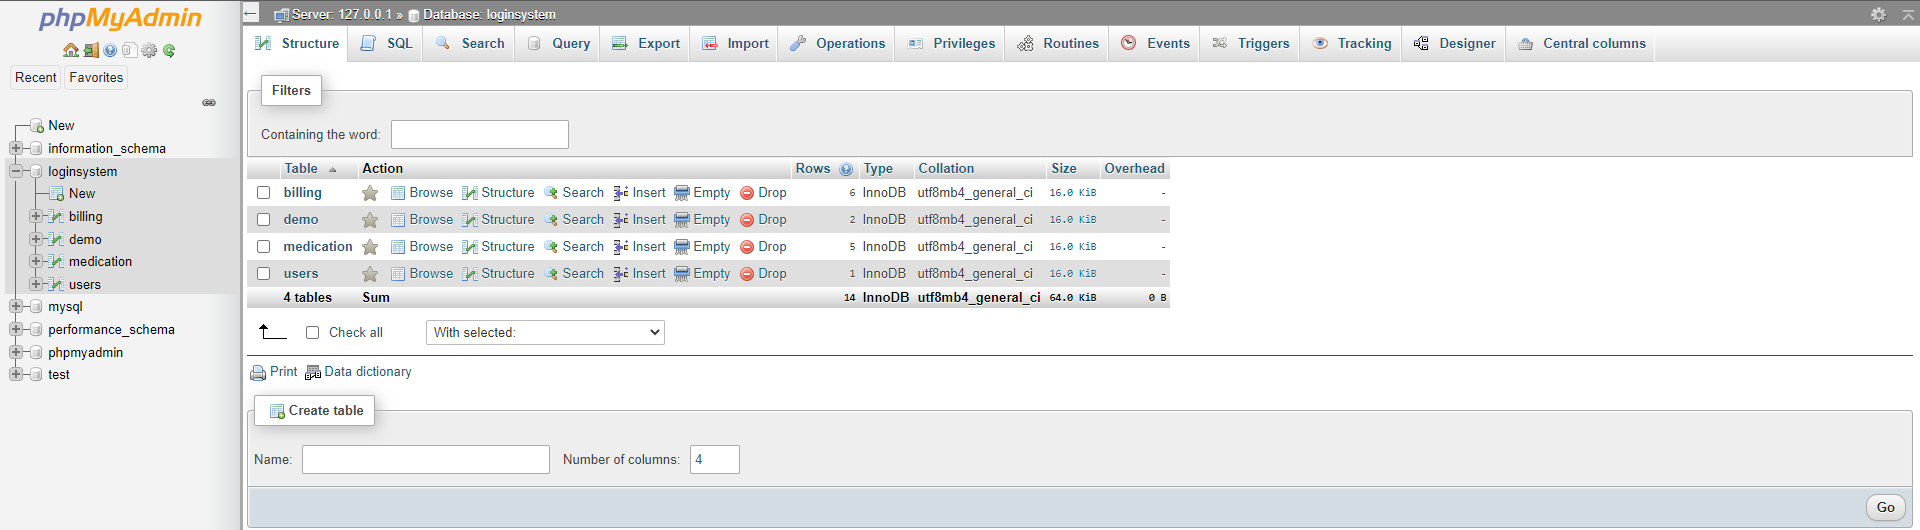 phpMyAdmin
Recent Favorites
New
information_schema
loginsystem
New
billing
demo
medication
users
mysql
performance_schema
phpmyadmin
test
Server: 127.0.0.1 » Database: loginsystem
Structure SQL Search Query Export Import Operations Privileges Routines Events Triggers Tracking Designer Central columns
Filters
Containing the word:
Table Action Rows Type Collation Size Overhead
billing Browse Structure Search Insert Empty Drop 6 InnoDB utf8mb4_general_ci 16.0 KiB -
demo Browse Structure Search Insert Empty Drop 2 InnoDB utf8mb4_general_ci 16.0 KiB -
medication Browse Structure Search Insert Empty Drop 5 InnoDB utf8mb4_general_ci 16.0 KiB -
users Browse Structure Search Insert Empty Drop 1 InnoDB utf8mb4_general_ci 16.0 KiB -
4 tables Sum 14 InnoDB utf8mb4_general_ci 64.0 KiB 0 B
Check all With selected:
Print Data dictionary
Create table
Name: Number of columns: 4
Go